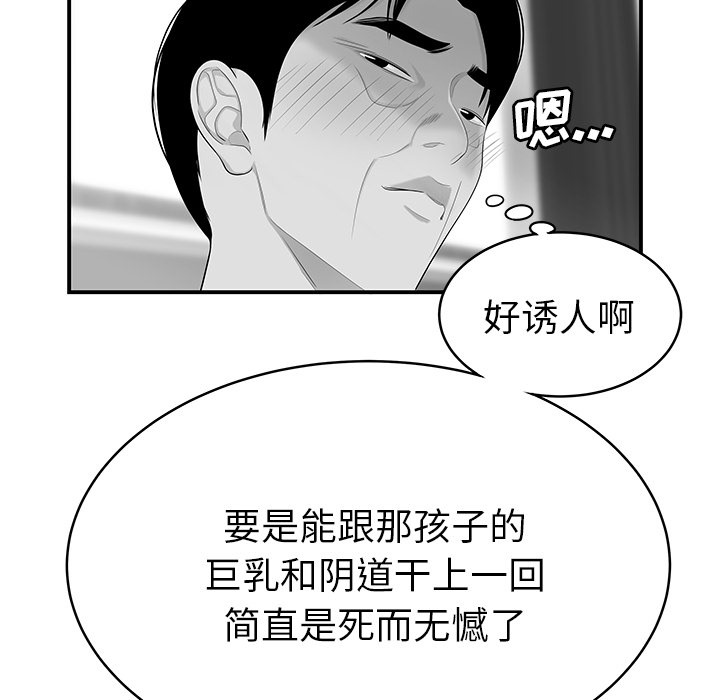 嗯...
好诱人啊
要是能跟那孩子的
巨乳和阴道干上一回
简直是死而无憾了